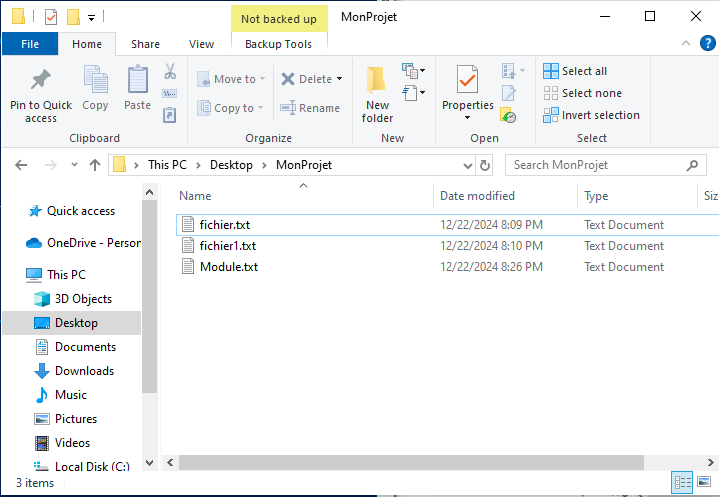 Not backed up
MonProjet
File
Home
Share
View
Backup Tools
Pin to Quick access
Copy
Paste
Move to
Copy to
Delete
Rename
New folder
Properties
Select all
Select none
Invert selection
Clipboard
Organize
New
Open
Select
This PC > Desktop > MonProjet
Search MonProjet
Name
Date modified
Type
Siz
Quick access
OneDrive - Person
This PC
3D Objects
Desktop
Documents
Downloads
Music
Pictures
Videos
Local Disk (C:)
fichier.txt 12/22/2024 8:09 PM Text Document
fichier1.txt 12/22/2024 8:10 PM Text Document
Module.txt 12/22/2024 8:26 PM Text Document
3 items